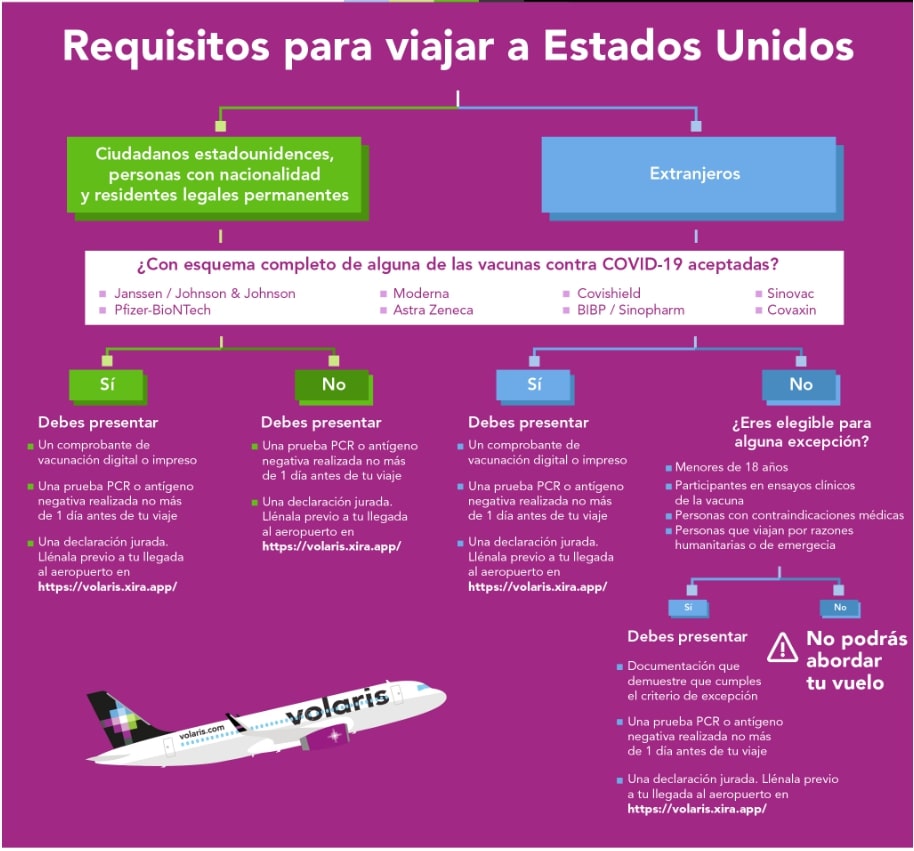 Requisitos para viajar a Estados Unidos
Ciudadanos estadounidences,
personas con nacionalidad
y residentes legales permanentes
Extranjeros
¿Con esquema completo de alguna de las vacunas contra COVID-19 aceptadas?
Janssen / Johnson & Johnson
Pfizer-BioNTech
Moderna
Astra Zeneca
Covishield
BIBP / Sinopharm
Sinovac
Covaxin
Sí
Debes presentar
Un comprobante de
vacunación digital o impreso
Una prueba PCR o antígeno
negativa realizada no más
de 1 día antes de tu viaje
Una declaración jurada.
Llénala previo a tu llegada
al aeropuerto en
https://volaris.xira.app/
No
Debes presentar
Una prueba PCR o antígeno
negativa realizada no más
de 1 día antes de tu viaje
Una declaración jurada.
Llénala previo a tu llegada
al aeropuerto en
https://volaris.xira.app/
Sí
Debes presentar
Un comprobante de
vacunación digital o impreso
Una prueba PCR o antígeno
negativa realizada no más
de 1 día antes de tu viaje
Una declaración jurada.
Llénala previo a tu llegada
al aeropuerto en
https://volaris.xira.app/
No
¿Eres elegible para
alguna excepción?
Menores de 18 años
Participantes en ensayos clínicos
de la vacuna
Personas con contraindicaciones médicas
Personas que viajan por razones
humanitarias o de emergecia
Sí
Debes presentar
Documentación que
demuestre que cumples
el criterio de excepción
Una prueba PCR o antígeno
negativa realizada no más
de 1 día antes de tu viaje
Una declaración jurada. Llénala previo
a tu llegada al aeropuerto en
https://volaris.xira.app/
No
No podrás
abordar
tu vuelo
volaris.com
volaris